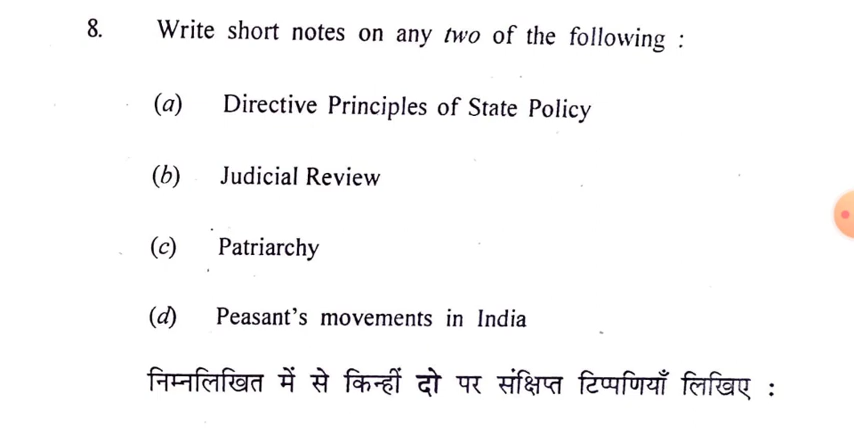 8. Write short notes on any two of the following :
(a) Directive Principles of State Policy
(b) Judicial Review
(c) Patriarchy
(d) Peasant's movements in India
निम्नलिखित में से किन्हीं दो पर संक्षिप्त टिप्पणियाँ लिखिए :